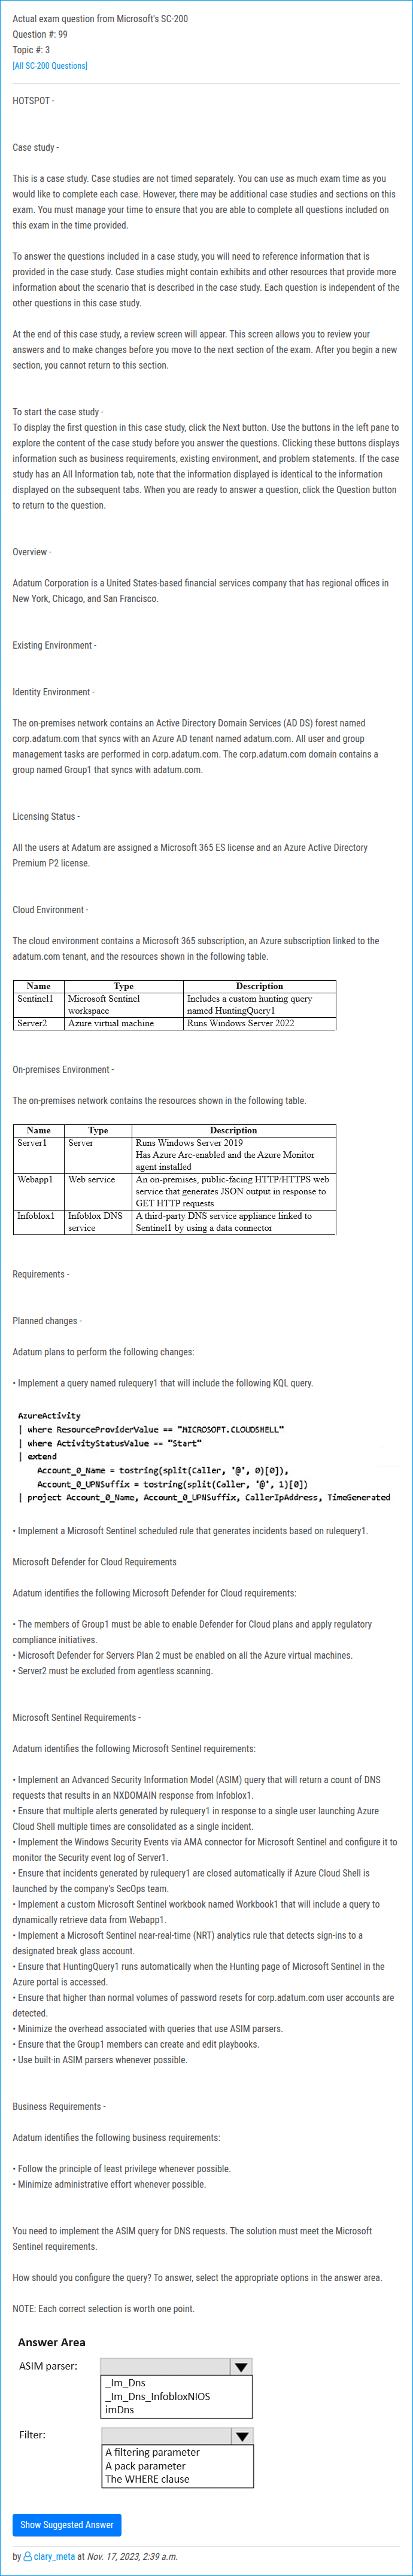 Actual exam question from Microsoft's SC-200
Question #: 99
Topic #: 3
[All SC-200 Questions]
HOTSPOT -
Case study -
This is a case study. Case studies are not timed separately. You can use as much exam time as you
would like to complete each case. However, there may be additional case studies and sections on this
exam. You must manage your time to ensure that you are able to complete all questions included on
this exam in the time provided.
To answer the questions included in a case study, you will need to reference information that is
provided in the case study. Case studies might contain exhibits and other resources that provide more
information about the scenario that is described in the case study. Each question is independent of the
other questions in this case study.
At the end of this case study, a review screen will appear. This screen allows you to review your
answers and to make changes before you move to the next section of the exam. After you begin a new
section, you cannot return to this section.
To start the case study -
To display the first question in this case study, click the Next button. Use the buttons in the left pane to
explore the content of the case study before you answer the questions. Clicking these buttons displays
information such as business requirements, existing environment, and problem statements. If the case
study has an All Information tab, note that the information displayed is identical to the information
displayed on the subsequent tabs. When you are ready to answer a question, click the Question button
to return to the question.
Overview -
Adatum Corporation is a United States-based financial services company that has regional offices in
New York, Chicago, and San Francisco.
Existing Environment -
Identity Environment -
The on-premises network contains an Active Directory Domain Services (AD DS) forest named
corp.adatum.com that syncs with an Azure AD tenant named adatum.com. All user and group
management tasks are performed in corp.adatum.com. The corp.adatum.com domain contains a
group named Group1 that syncs with adatum.com.
Licensing Status -
All the users at Adatum are assigned a Microsoft 365 ES license and an Azure Active Directory
Premium P2 license.
Cloud Environment -
The cloud environment contains a Microsoft 365 subscription, an Azure subscription linked to the
adatum.com tenant, and the resources shown in the following table.
Name Type Description
Sentinel1 Microsoft Sentinel workspace Includes a custom hunting query named HuntingQuery1
Server2 Azure virtual machine Runs Windows Server 2022
On-premises Environment -
The on-premises network contains the resources shown in the following table.
Name Type Description
Server1 Server Runs Windows Server 2019
Has Azure Arc-enabled and the Azure Monitor
agent installed
Webapp1 Web service An on-premises, public-facing HTTP/HTTPS web
service that generates JSON output in response to
GET HTTP requests
Infoblox1 Infoblox DNS service A third-party DNS service appliance linked to
Sentinel1 by using a data connector
Requirements -
Planned changes -
Adatum plans to perform the following changes:
• Implement a query named rulequery1 that will include the following KQL query.
AzureActivity
| where ResourceProviderValue == "MICROSOFT.CLOUDSHELL"
| where ActivityStatusValue == "Start"
| extend
Account_0_Name = tostring(split(Caller, '@', 0)[0]),
Account_0_UPNSuffix = tostring(split(Caller, '@', 1)[0])
| project Account_0_Name, Account_0_UPNSuffix, CallerIpAddress, TimeGenerated
• Implement a Microsoft Sentinel scheduled rule that generates incidents based on rulequery1.
Microsoft Defender for Cloud Requirements
Adatum identifies the following Microsoft Defender for Cloud requirements:
• The members of Group1 must be able to enable Defender for Cloud plans and apply regulatory
compliance initiatives.
• Microsoft Defender for Servers Plan 2 must be enabled on all the Azure virtual machines.
• Server2 must be excluded from agentless scanning.
Microsoft Sentinel Requirements -
Adatum identifies the following Microsoft Sentinel requirements:
• Implement an Advanced Security Information Model (ASIM) query that will return a count of DNS
requests that results in an NXDOMAIN response from Infoblox1.
• Ensure that multiple alerts generated by rulequery1 in response to a single user launching Azure
Cloud Shell multiple times are consolidated as a single incident.
• Implement the Windows Security Events via AMA connector for Microsoft Sentinel and configure it to
monitor the Security event log of Server1.
• Ensure that incidents generated by rulequery1 are closed automatically if Azure Cloud Shell is
launched by the company's SecOps team.
• Implement a custom Microsoft Sentinel workbook named Workbook1 that will include a query to
dynamically retrieve data from Webapp1.
• Implement a Microsoft Sentinel near-real-time (NRT) analytics rule that detects sign-ins to a
designated break glass account.
• Ensure that HuntingQuery1 runs automatically when the Hunting page of Microsoft Sentinel in the
Azure portal is accessed.
• Ensure that higher than normal volumes of password resets for corp.adatum.com user accounts are
detected.
• Minimize the overhead associated with queries that use ASIM parsers.
• Ensure that the Group1 members can create and edit playbooks.
• Use built-in ASIM parsers whenever possible.
Business Requirements -
Adatum identifies the following business requirements:
• Follow the principle of least privilege whenever possible.
• Minimize administrative effort whenever possible.
You need to implement the ASIM query for DNS requests. The solution must meet the Microsoft
Sentinel requirements.
How should you configure the query? To answer, select the appropriate options in the answer area.
NOTE: Each correct selection is worth one point.
Answer Area
ASIM parser:
_Im_Dns
_Im_Dns_InfobloxNIOS
imDns
Filter:
A filtering parameter
A pack parameter
The WHERE clause
Show Suggested Answer
by clary_meta at Nov. 17, 2023, 2:39 a.m.